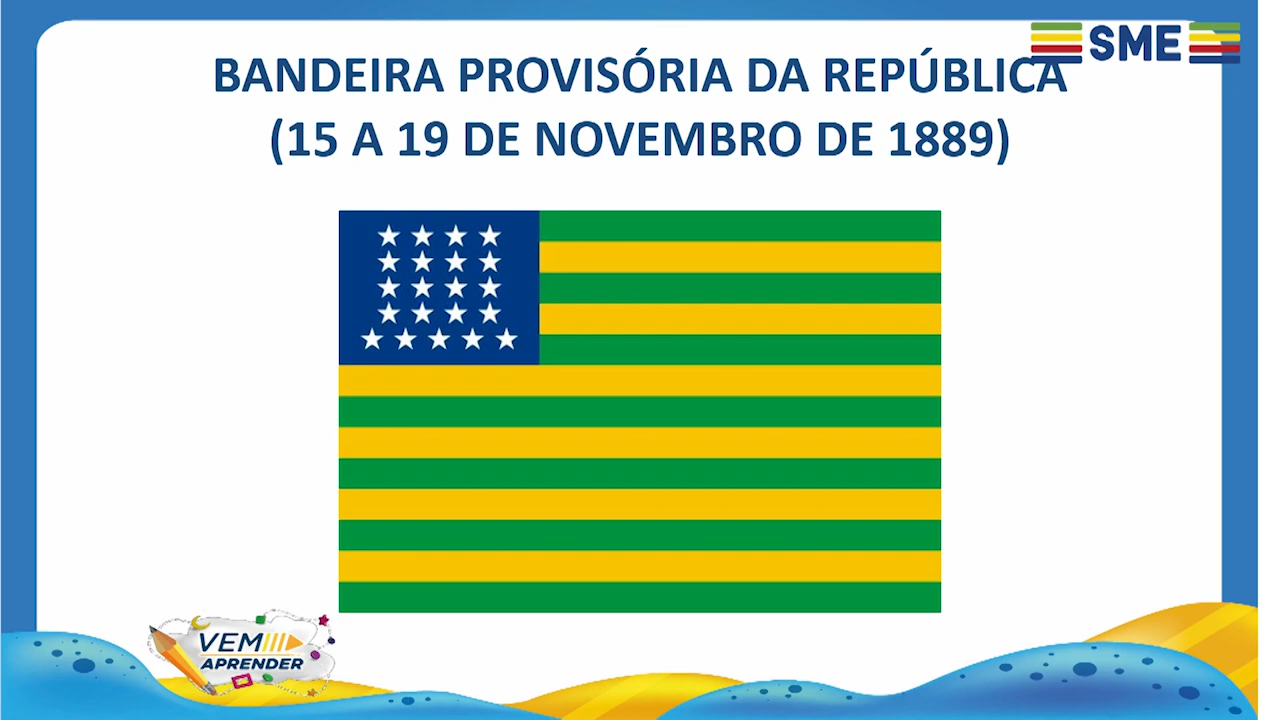 SME
BANDEIRA PROVISÓRIA DA REPÚBLICA
(15 A 19 DE NOVEMBRO DE 1889)
VEM
APRENDER